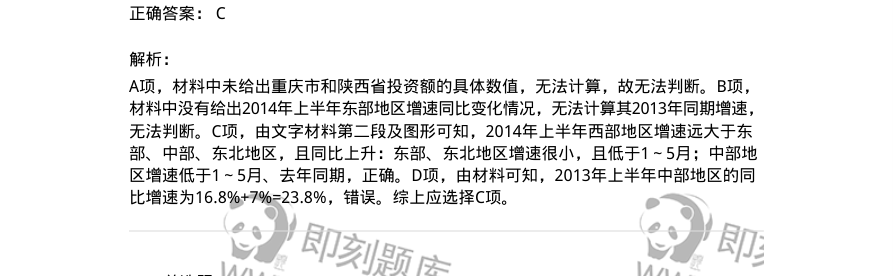 正确答案： C
解析：
A项，材料中未给出重庆市和陕西省投资额的具体数值，无法计算，故无法判断。B项，
材料中没有给出2014年上半年东部地区增速同比变化情况，无法计算其2013年同期增速，
无法判断。C项，由文字材料第二段及图形可知，2014年上半年西部地区增速远大于东
部、中部、东北地区，且同比上升：东部、东北地区增速很小，且低于1～5月；中部地
区增速低于1～5月、去年同期，正确。D项，由材料可知，2013年上半年中部地区的同
比增速为16.8%+7%=23.8%，错误。综上应选择C项。
即刻题库
即刻题